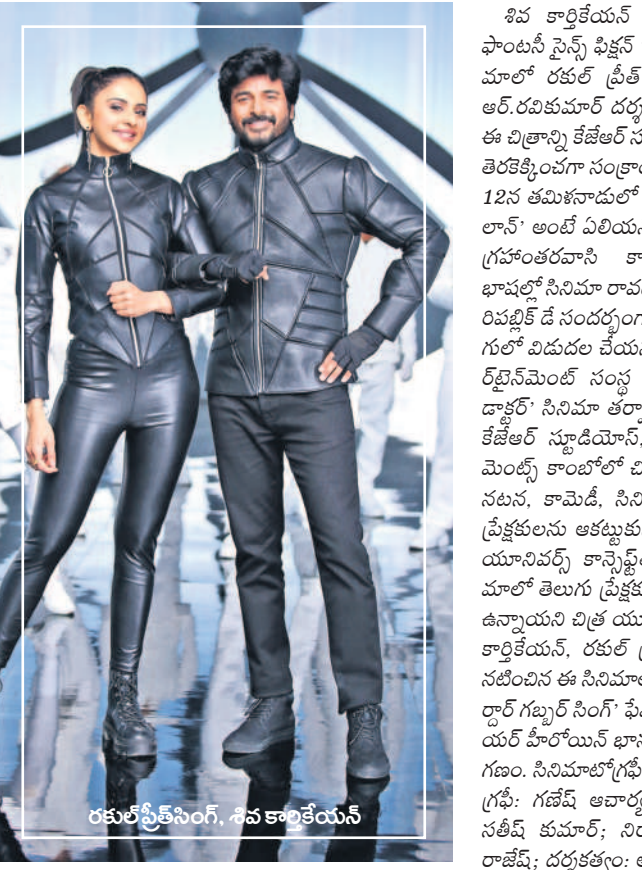 శివ కార్తికేయన్
ఫాంటసీ సైన్స్ ఫిక్షన్
మాలో రకుల్ ప్రీత్
ఆర్.రవికుమార్ దర్శ
ఈ చిత్రాన్ని కేజేఆర్ స
తెరకెక్కించగా సంక్రాం
12న తమిళనాడులో
లాన్' అంటే ఏలియన
గ్రహాంతరవాసి కా
భాషల్లో సినిమా రావ
రిపబ్లిక్ డే సందర్భంగ
గులో విడుదల చేయ
ర్‌టైన్‌మెంట్ సంస్థ
డాక్టర్' సినిమా తర్వా
కేజేఆర్ స్టూడియోస్,
మెంట్స్ కాంబోలో చి
నటన, కామెడీ, సిని
ప్రేక్షకులను ఆకట్టుకు
యూనివర్స్ కాన్సెప్ట్
మాలో తెలుగు ప్రేక్షకు
ఉన్నాయని చిత్ర యు
కార్తికేయన్, రకుల్ ప్ర
నటించిన ఈ సినిమాల
ర్దార్ గబ్బర్ సింగ్' ఫే
యర్ హీరోయిన్ భాన
గణం. సినిమాటోగ్రఫీ
గ్రఫీ: గణేష్ ఆచార్య
సతీష్ కుమార్; నిర
రాజేష్; దర్శకత్వం: ఆ
రకుల్‌ప్రీత్‌సింగ్, శివ కార్తికేయన్